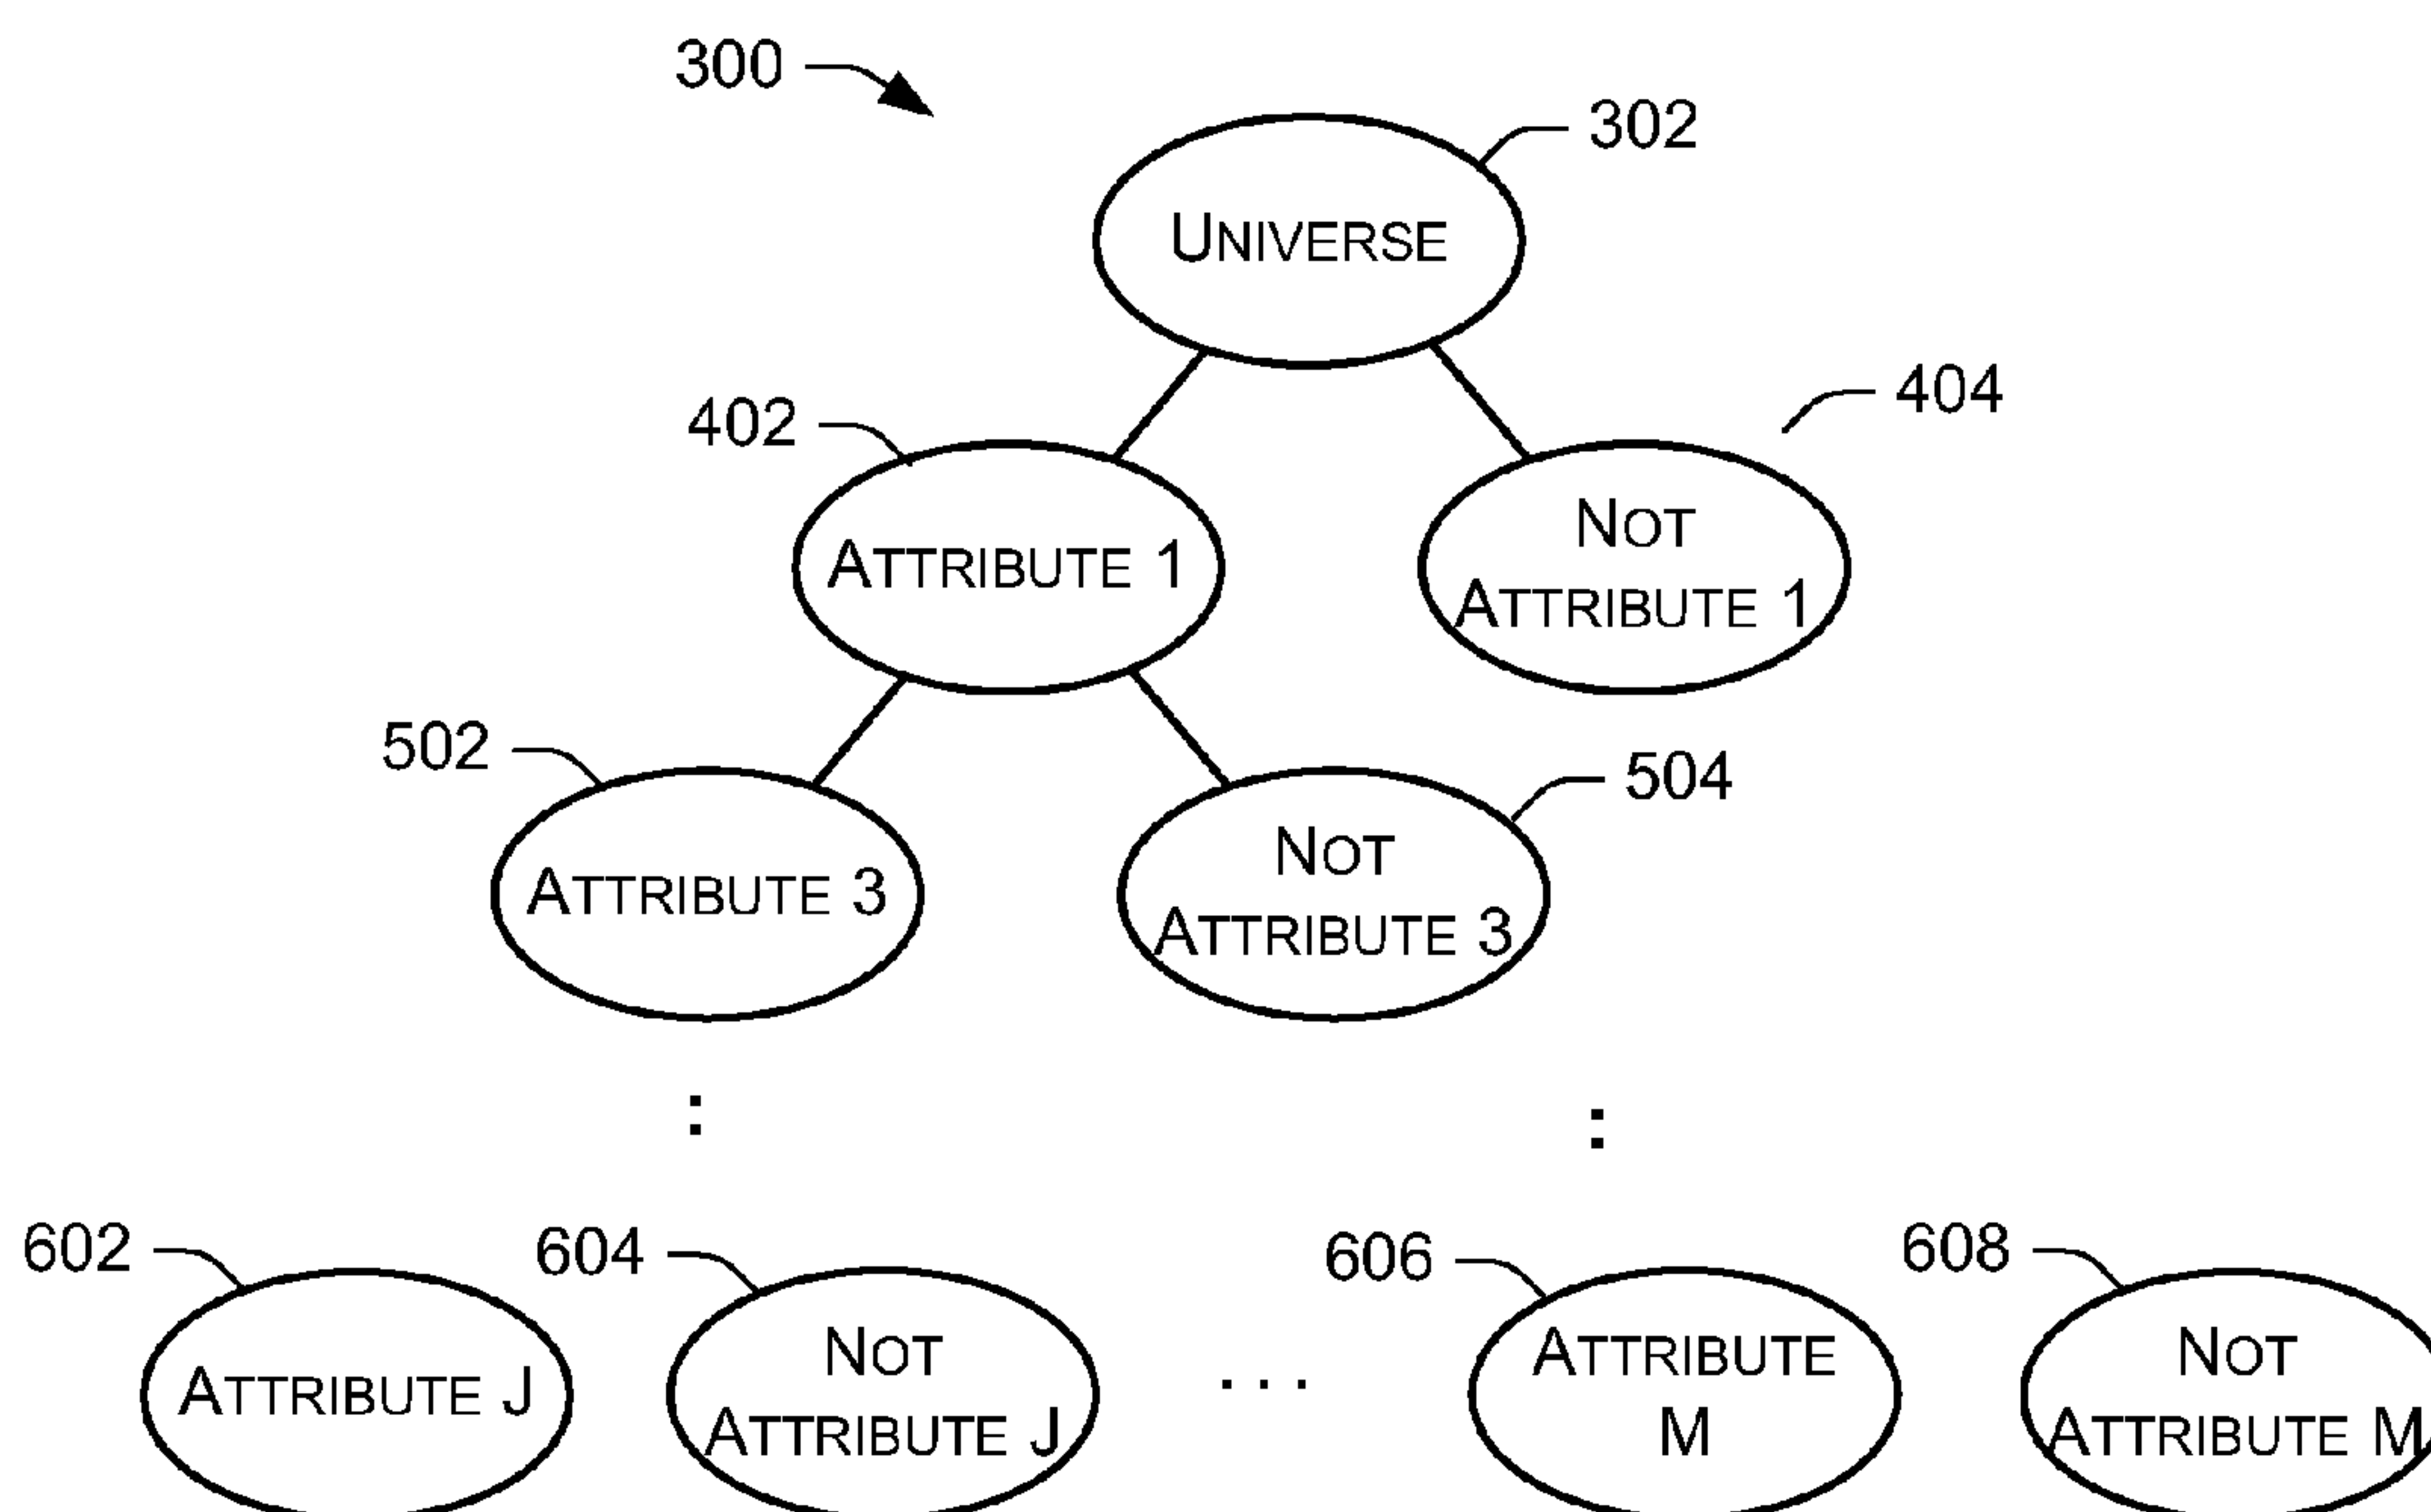 300
302
UNIVERSE
402
404
ATTRIBUTE 1
NOT
ATTRIBUTE 1
502
504
ATTRIBUTE 3
NOT
ATTRIBUTE 3
:
:
602
604
606
608
ATTRIBUTE J
NOT
ATTRIBUTE J
...
ATTRIBUTE
M
NOT
ATTRIBUTE M